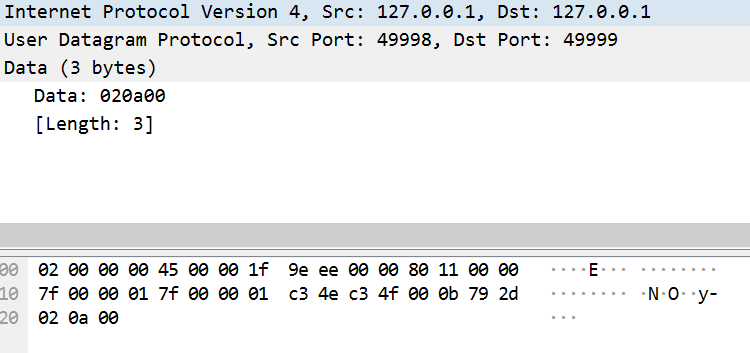 Internet Protocol Version 4, Src: 127.0.0.1, Dst: 127.0.0.1
User Datagram Protocol, Src Port: 49998, Dst Port: 49999
Data (3 bytes)
Data: 020a00
[Length: 3]
00 02 00 00 00 45 00 00 1f 9e ee 00 00 80 11 00 00 ····E··· ········
10 7f 00 00 01 7f 00 00 01 c3 4e c3 4f 00 0b 79 2d ········ ·N·O··y-
20 02 0a 00 ···